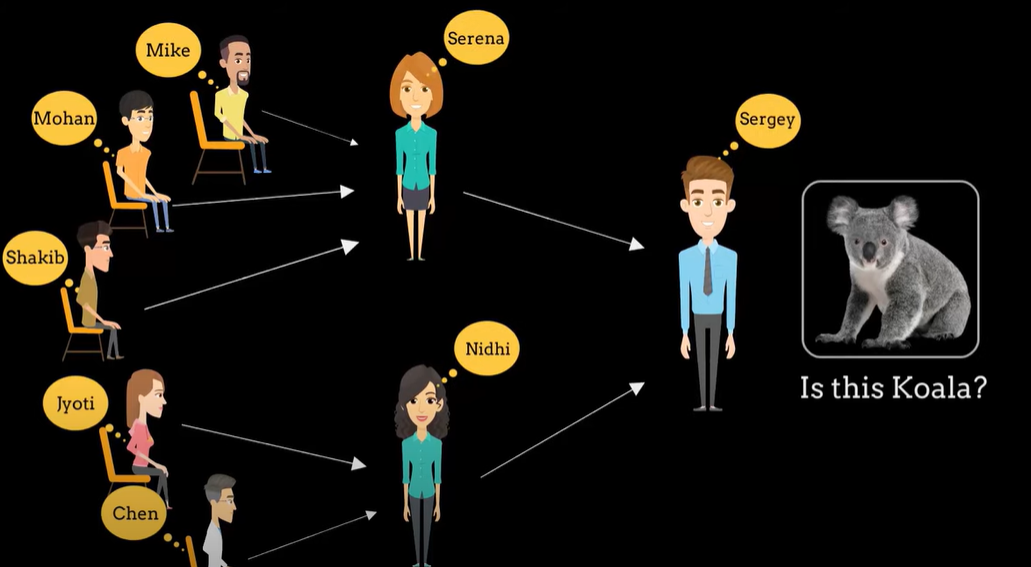 Mike
Serena
Mohan
Sergey
Shakib
Nidhi
Is this Koala?
Jyoti
Chen